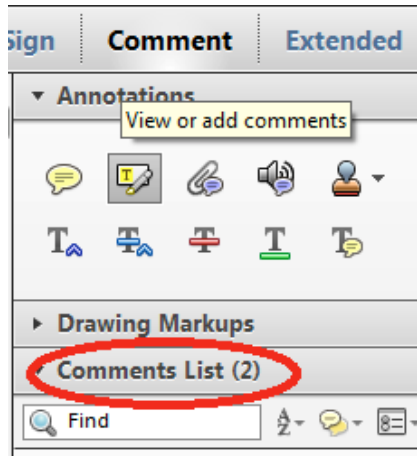 Sign Comment Extended
Annotations
View or add comments
Drawing Markups
Comments List (2)
Find